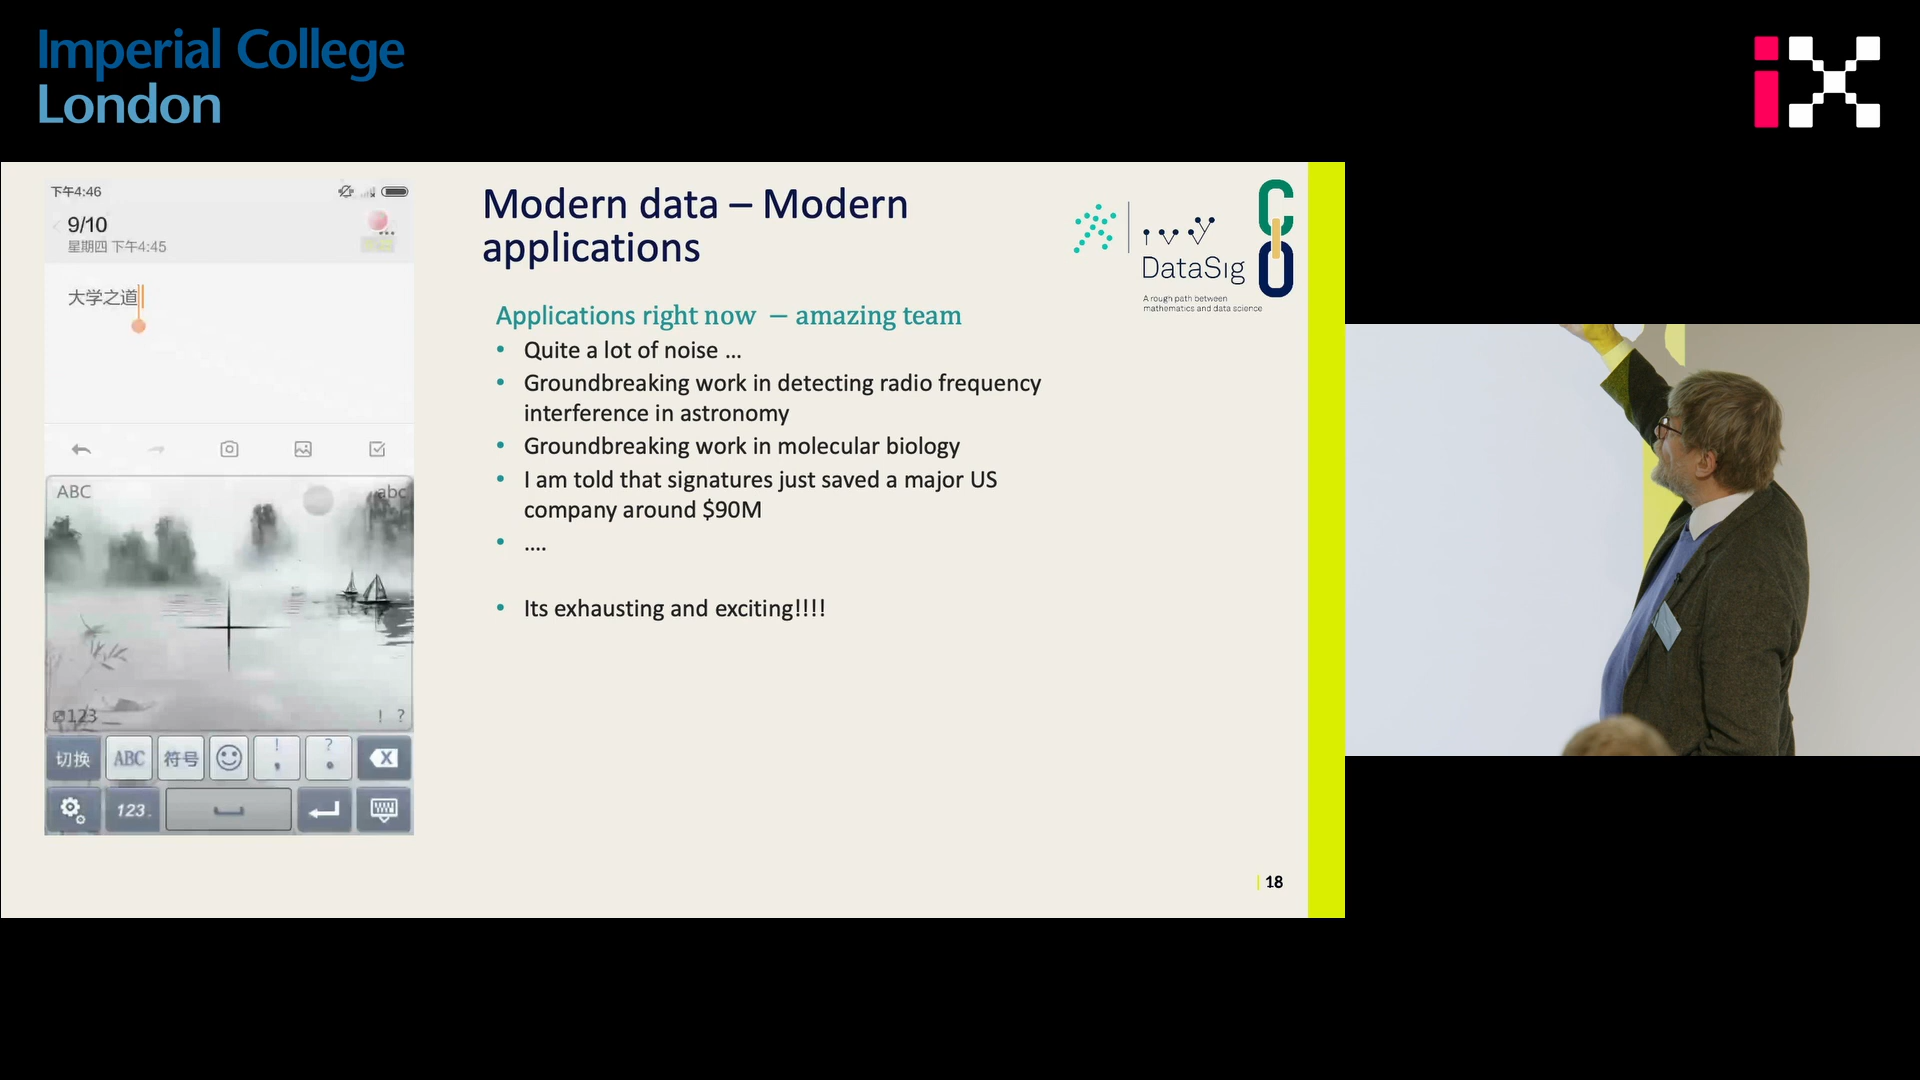 Imperial College
London
iX
下午4:46
9/10
星期四 下午4:45
大学之道
ABC
abc
123
! ?
切换
ABC
符号
!
,
?
。
123
Modern data – Modern
applications
DataSig
A rough path between
mathematics and data science
Applications right now – amazing team
• Quite a lot of noise ...
• Groundbreaking work in detecting radio frequency
interference in astronomy
• Groundbreaking work in molecular biology
• I am told that signatures just saved a major US
company around $90M
• ....
• Its exhausting and exciting!!!!
| 18